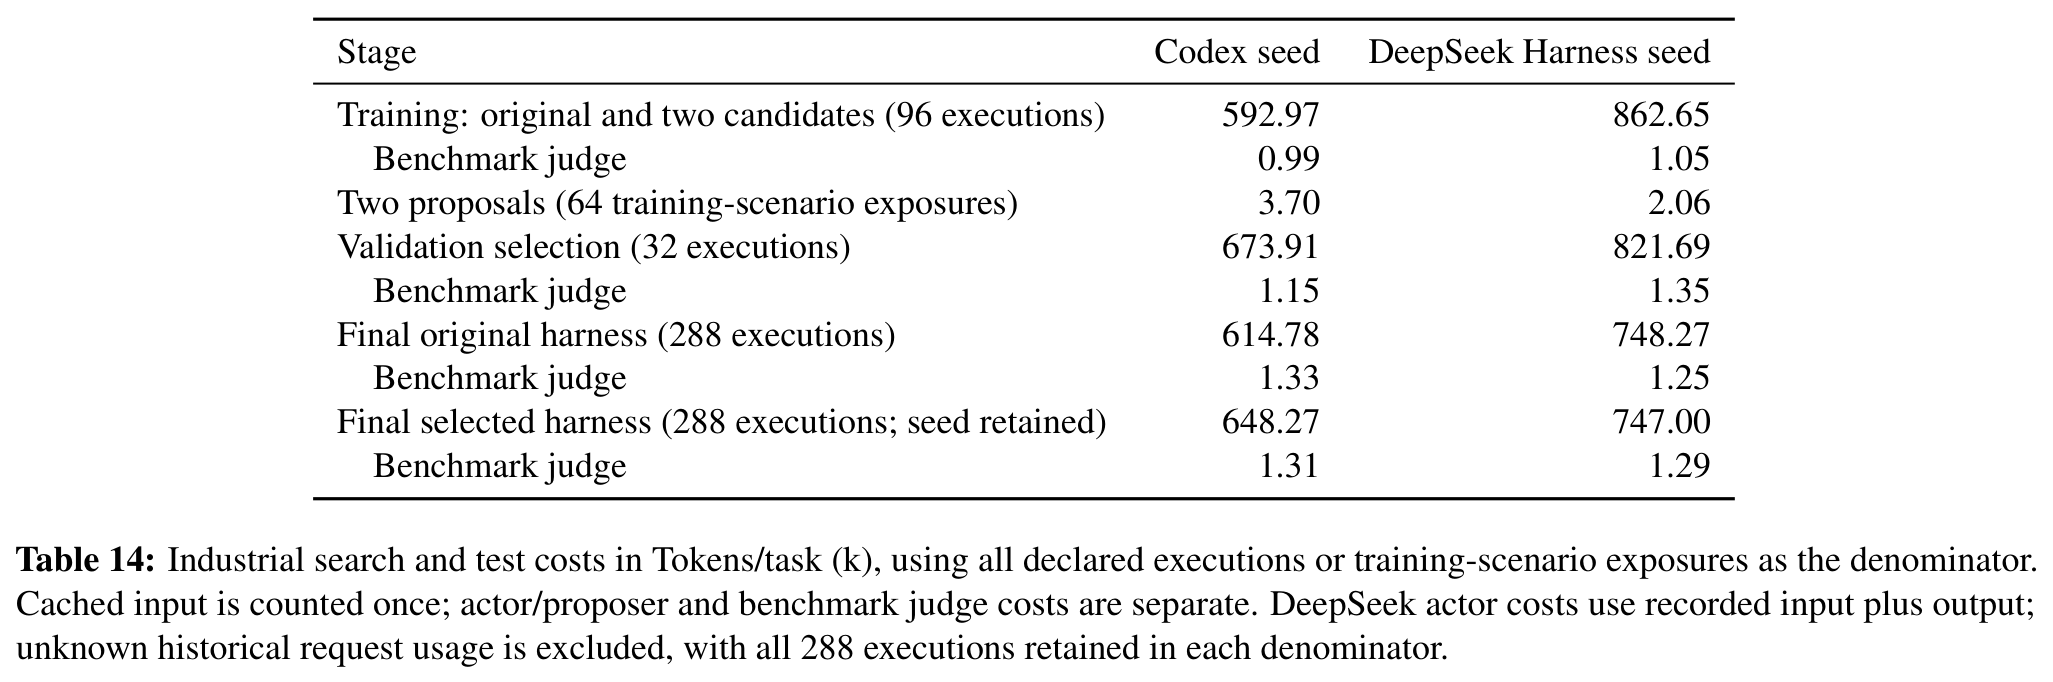 Stage Codex seed DeepSeek Harness seed
Training: original and two candidates (96 executions) 592.97 862.65
Benchmark judge 0.99 1.05
Two proposals (64 training-scenario exposures) 3.70 2.06
Validation selection (32 executions) 673.91 821.69
Benchmark judge 1.15 1.35
Final original harness (288 executions) 614.78 748.27
Benchmark judge 1.33 1.25
Final selected harness (288 executions; seed retained) 648.27 747.00
Benchmark judge 1.31 1.29
Table 14: Industrial search and test costs in Tokens/task (k), using all declared executions or training-scenario exposures as the denominator.
Cached input is counted once; actor/proposer and benchmark judge costs are separate. DeepSeek actor costs use recorded input plus output;
unknown historical request usage is excluded, with all 288 executions retained in each denominator.